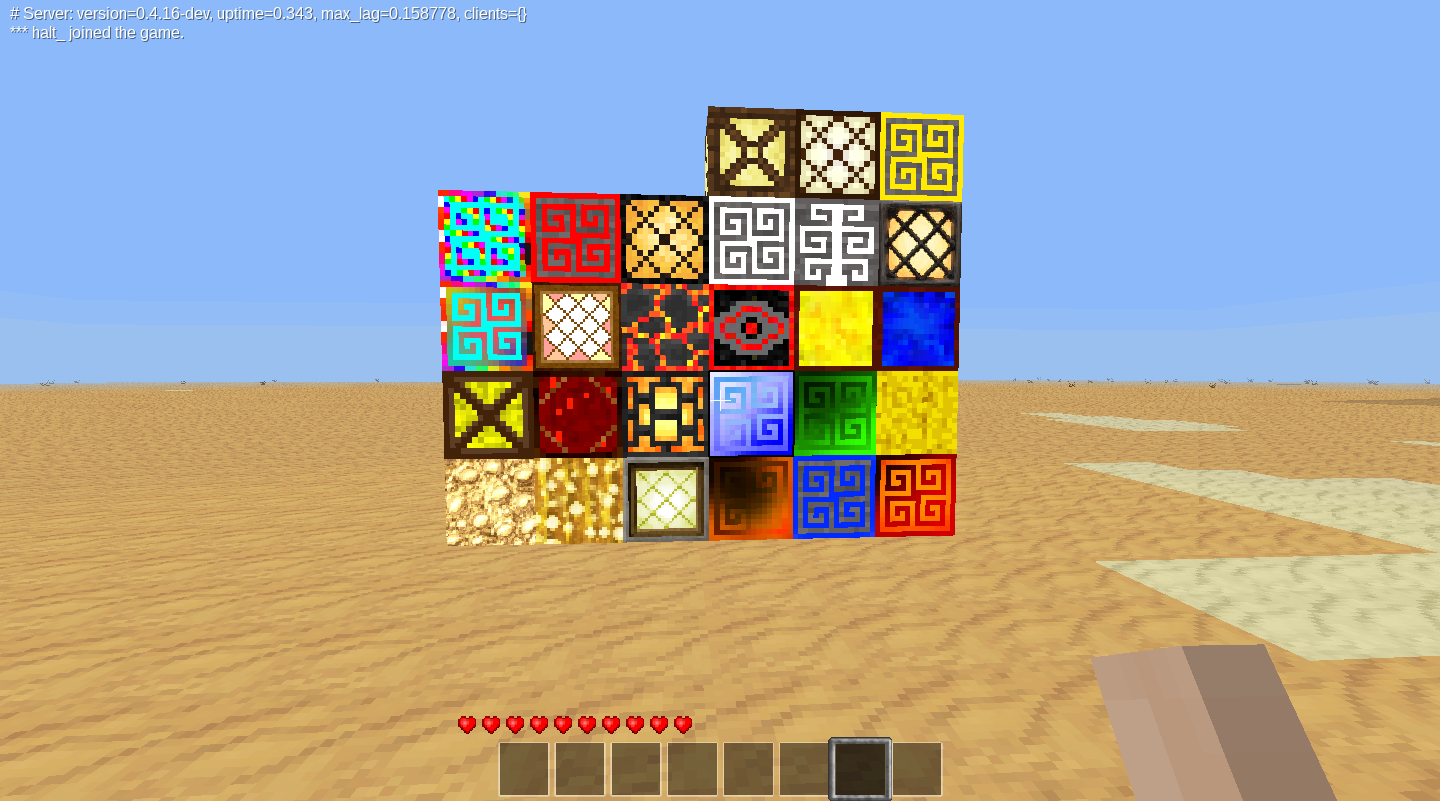 # Server: version=0.4.16-dev, uptime=0.343, max_lag=0.158778, clients={}
*** halt_ joined the game.